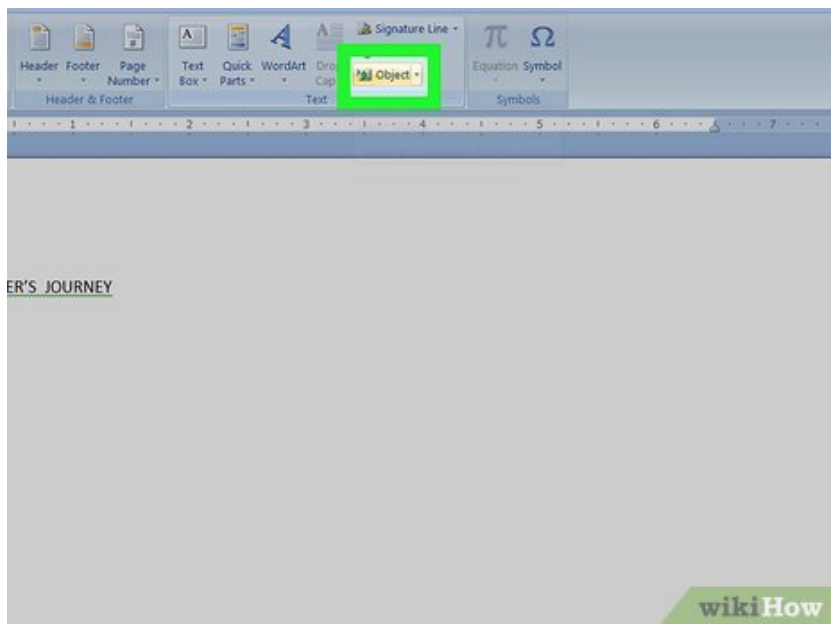 Signature Line
Header Footer Page Number
Text Box Quick Parts WordArt
Object
Equation Symbol
Header & Footer
Text
Symbols
1 2 3 4 5 6 7
ER'S JOURNEY
wikiHow